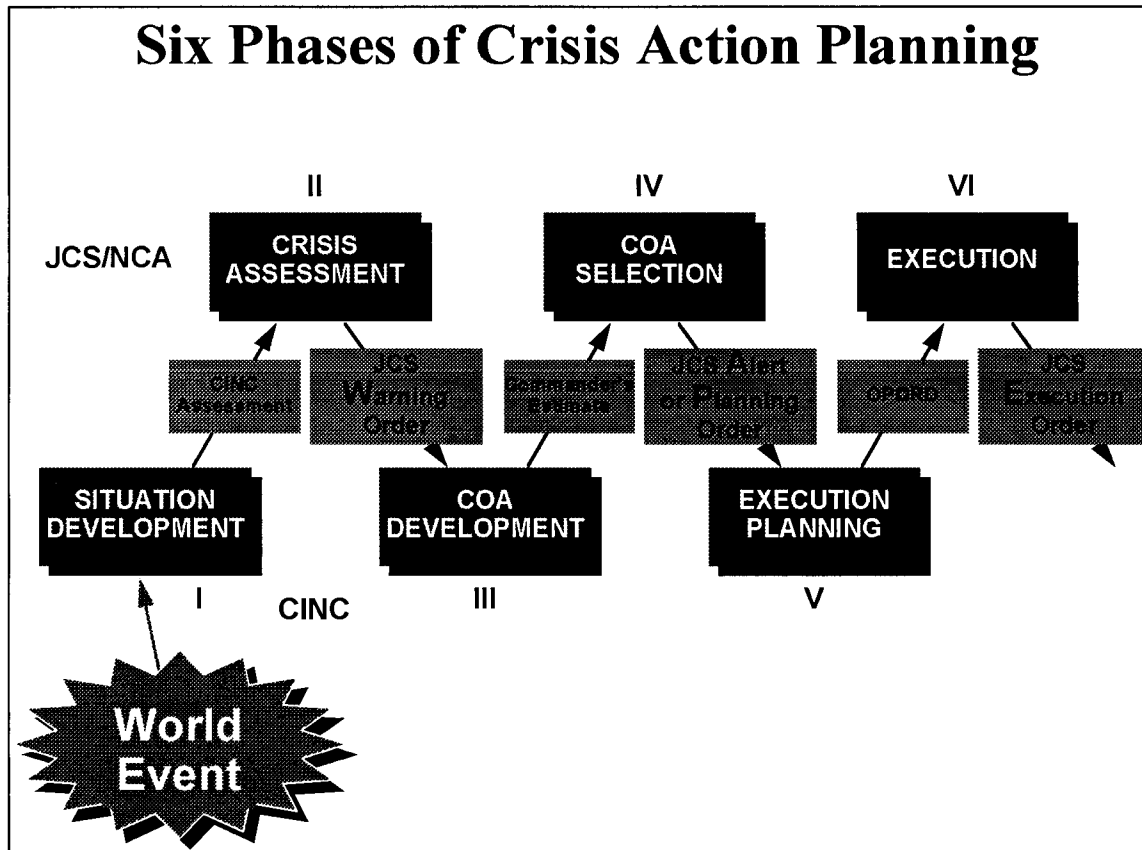 Six Phases of Crisis Action Planning
II
IV
VI
JCS/NCA
CRISIS
ASSESSMENT
COA
SELECTION
EXECUTION
CINC
Assessment
JCS
Warning
Order
Commander's
Estimate
JCS Alert
or Planning
Order
OPORD
JCS
Execution
Order
SITUATION
DEVELOPMENT
COA
DEVELOPMENT
EXECUTION
PLANNING
I
CINC
III
V
World
Event